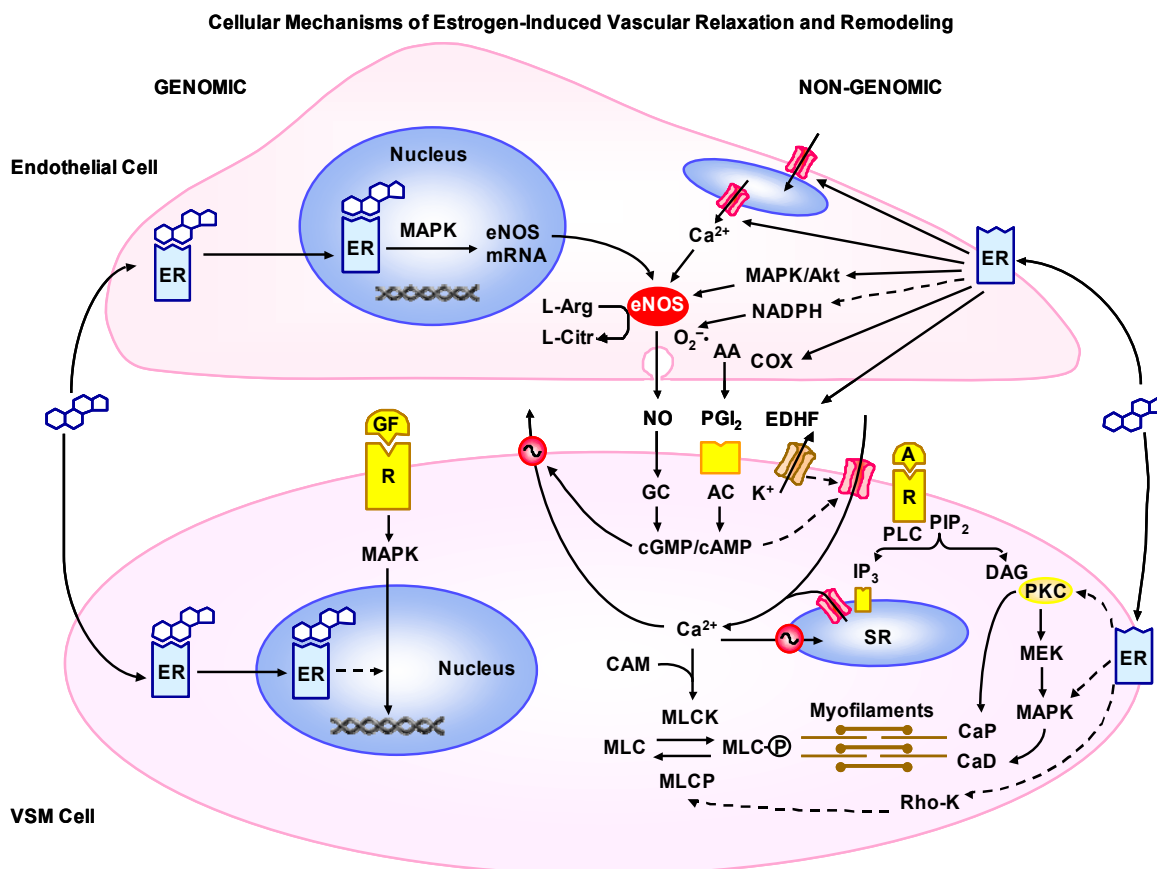 Cellular Mechanisms of Estrogen-Induced Vascular Relaxation and Remodeling
GENOMIC
NON-GENOMIC
Endothelial Cell
Nucleus
ER
ER
MAPK
eNOS
mRNA
Ca²⁺
ER
MAPK/Akt
eNOS
L-Arg
L-Citr
NADPH
O₂⁻•
AA
COX
NO
PGI₂
EDHF
GF
R
A
R
K⁺
GC
AC
PLC
PIP₂
cGMP/cAMP
MAPK
IP₃
DAG
PKC
Ca²⁺
SR
CAM
MEK
ER
ER
ER
Nucleus
MLCK
MAPK
Myofilaments
MLC
MLC-P
CaP
CaD
MLCP
Rho-K
VSM Cell